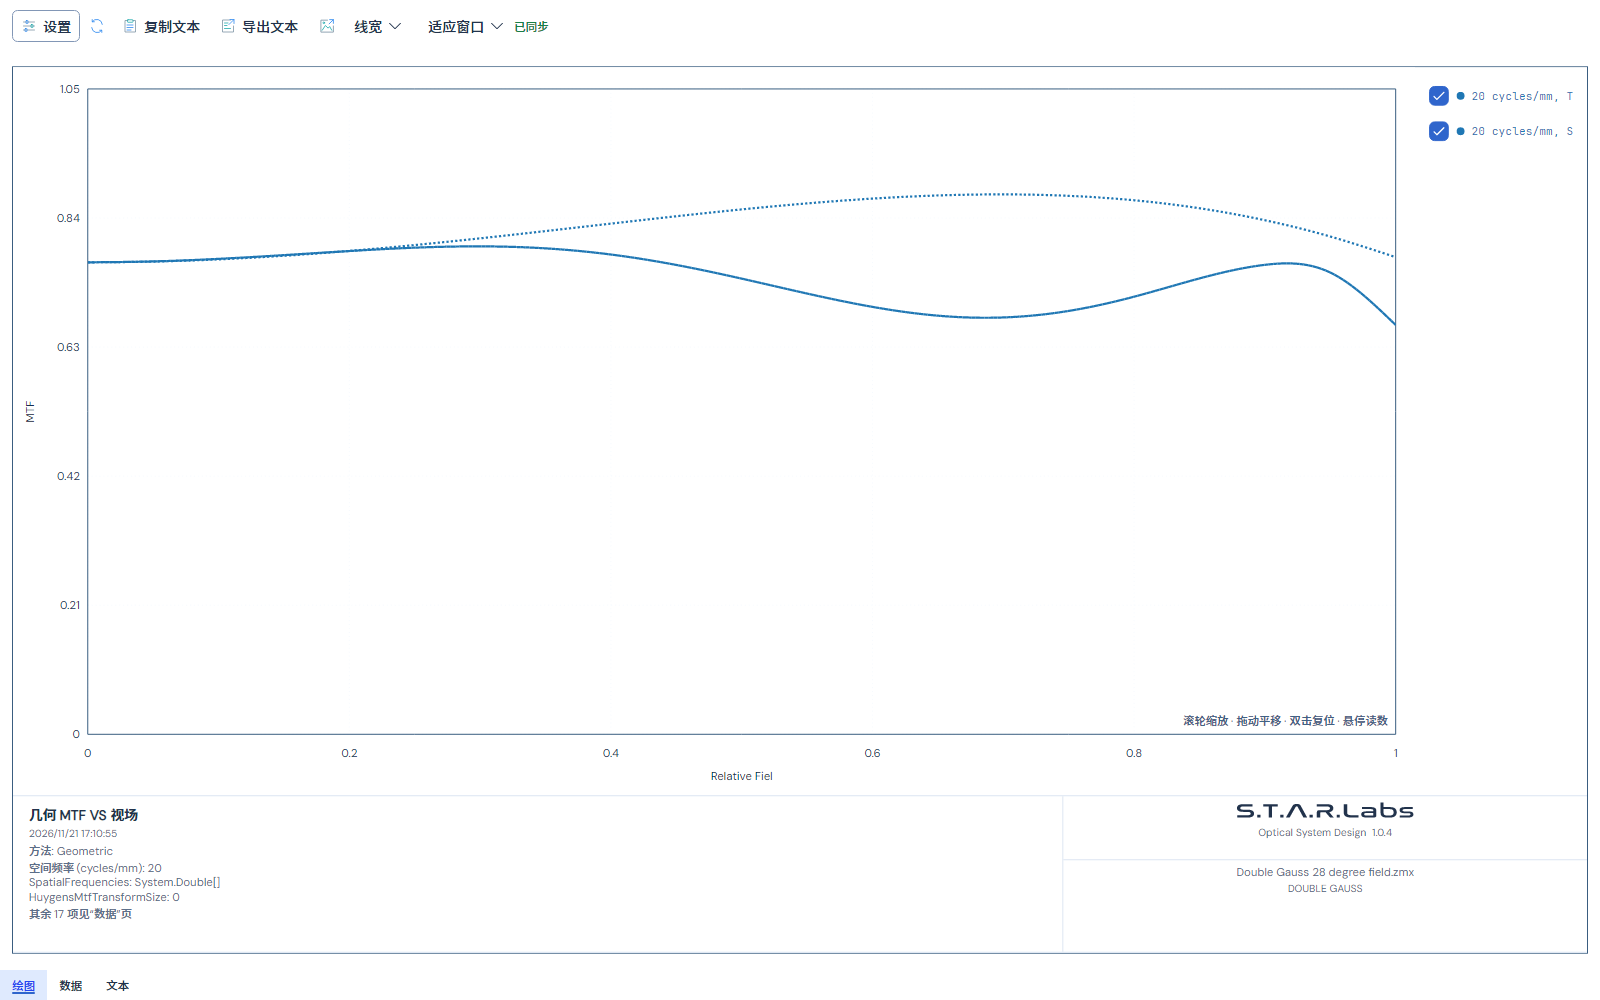 设置 复制文本 导出文本 线宽 适应窗口 已同步
1.05
0.84
0.63
0.42
0.21
0
MTF
0 0.2 0.4 0.6 0.8 1
Relative Fiel
20 cycles/mm, T
20 cycles/mm, S
滚轮缩放 · 拖动平移 · 双击复位 · 悬停读数
几何 MTF VS 视场
2026/11/21 17:10:55
方法: Geometric
空间频率 (cycles/mm): 20
SpatialFrequencies: System.Double[]
HuygensMtfTransformSize: 0
其余 17 项见“数据”页
S.T.A.R.Labs
Optical System Design 1.0.4
Double Gauss 28 degree field.zmx
DOUBLE GAUSS
绘图 数据 文本